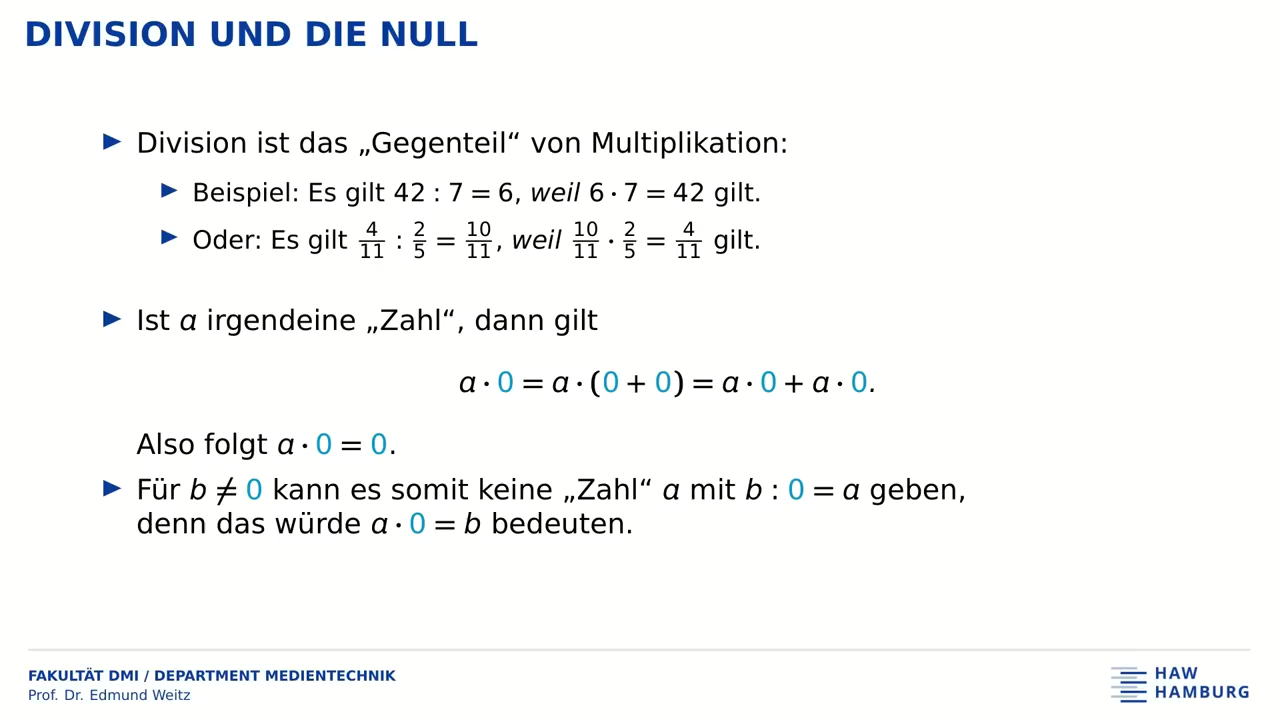 DIVISION UND DIE NULL
► Division ist das „Gegenteil“ von Multiplikation:
► Beispiel: Es gilt 42 : 7 = 6, weil 6 · 7 = 42 gilt.
► Oder: Es gilt 4/11 : 2/5 = 10/11, weil 10/11 · 2/5 = 4/11 gilt.
► Ist a irgendeine „Zahl“, dann gilt
a · 0 = a · (0 + 0) = a · 0 + a · 0.
Also folgt a · 0 = 0.
► Für b ≠ 0 kann es somit keine „Zahl“ a mit b : 0 = a geben,
denn das würde a · 0 = b bedeuten.
FAKULTÄT DMI / DEPARTMENT MEDIENTECHNIK
Prof. Dr. Edmund Weitz
HAW
HAMBURG